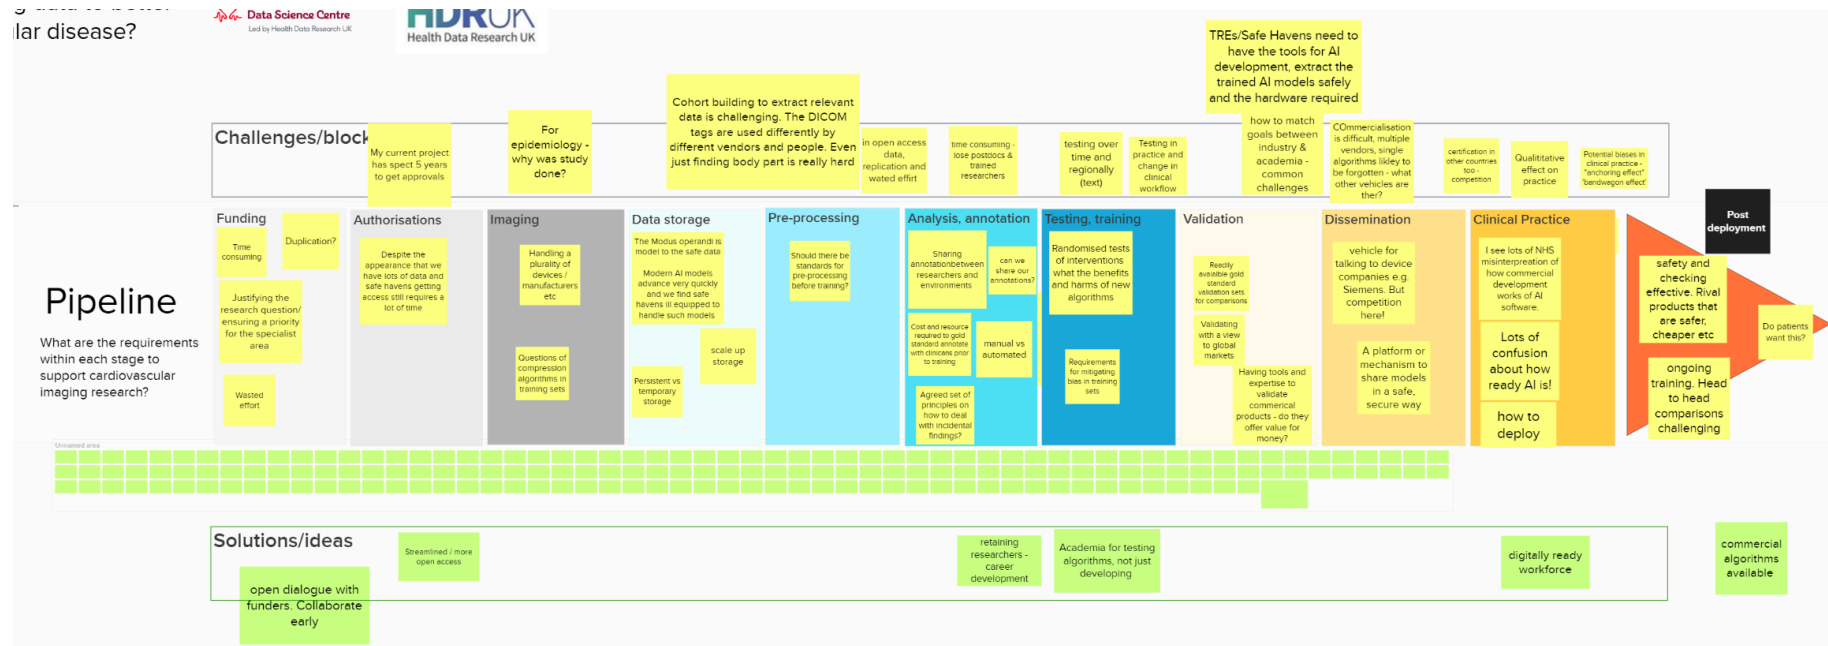 lar disease?
Data Science Centre
Led by Health Data Research UK
HDRUK
Health Data Research UK
TREs/Safe Havens need to
have the tools for AI
development, extract the
trained AI models safely
and the hardware required
Challenges/block
My current project
has spect 5 years
to get approvals
For
epidemiology -
why was study
done?
Cohort building to extract relevant
data is challenging. The DICOM
tags are used differently by
different vendors and people. Even
just finding body part is really hard
in open access
data,
replication and
wated effirt
time consuming -
lose postdocs &
trained
researchers
testing over
time and
regionally
(text)
Testing in
practice and
change in
clinical
workflow
how to match
goals between
industry &
academia -
common
challenges
COmmercialisation
is difficult, multiple
vendors, single
algorithms likley to
be forgotten - what
other vehicles are
ther?
certification in
other countries
too -
competition
Qualititative
effect on
practice
Potential biases in
clinical practice -
"anchoring effect"
"bandwagon effect'
Pipeline
What are the requirements
within each stage to
support cardiovascular
imaging research?
Funding
Time
consuming
Duplication?
Justifying the
research question/
ensuring a priority
for the specialist
area
Wasted
effort
Authorisations
Despite the
appearance that we
have lots of data and
safe havens getting
access still requires a
lot of time
Imaging
Handling a
plurality of
devices /
manufacturers
etc
Questions of
compression
algorithms in
training sets
Data storage
The Modus operandi is
model to the safe data
Modern AI models
advance very quickly
and we find safe
havens ill equipped to
handle such models
scale up
storage
Persistent vs
temporary
storage
Pre-processing
Should there be
standards for
pre-processing
before training?
Analysis, annotation
Sharing
annotationbetween
researchers and
environments
can we
share our
annotations?
Cost and resource
required to gold
standard annotate
with clinicans prior
to training
manual vs
automated
Agreed set of
principles on
how to deal
with incidental
findings?
Testing, training
Randomised tests
of interventions
what the benefits
and harms of new
algorithms
Requirements
for mitigating
bias in training
sets
Validation
Readily
avaialble gold
standard
validation sets
for comparisons
Validating
with a view
to global
markets
Having tools and
expertise to
validate
commerical
products - do they
offer value for
money?
Dissemination
vehicle for
talking to device
companies e.g.
Siemens. But
competition
here!
A platform or
mechanism to
share models
in a safe,
secure way
Clinical Practice
I see lots of NHS
misinterpreation of
how commercial
development
works of AI
software.
Lots of
confusion
about how
ready AI is!
how to
deploy
Post
deployment
safety and
checking
effective. Rival
products that
are safer,
cheaper etc
Do patients
want this?
ongoing
training. Head
to head
comparisons
challenging
Unnamed area
Solutions/ideas
Streamlined / more
open access
open dialogue with
funders. Collaborate
early
retaining
researchers -
career
development
Academia for testing
algorithms, not just
developing
digitally ready
workforce
commercial
algorithms
available